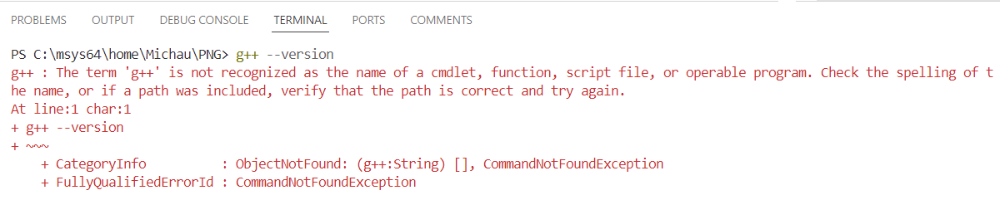 PROBLEMS OUTPUT DEBUG CONSOLE TERMINAL PORTS COMMENTS
PS C:\msys64\home\Michau\PNG> g++ --version
g++ : The term 'g++' is not recognized as the name of a cmdlet, function, script file, or operable program. Check the spelling of t
he name, or if a path was included, verify that the path is correct and try again.
At line:1 char:1
+ g++ --version
+ ~~~
    + CategoryInfo          : ObjectNotFound: (g++:String) [], CommandNotFoundException
    + FullyQualifiedErrorId : CommandNotFoundException